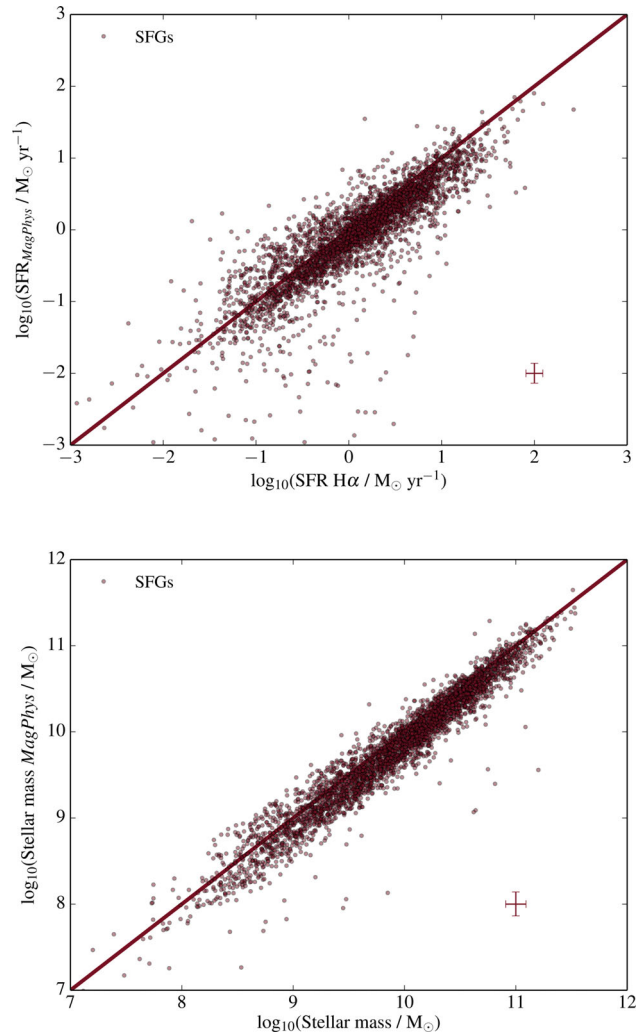 3
SFGs
2
1
0
−1
−2
−3
log₁₀(SFR_MagPhys / M⊙ yr⁻¹)
−3 −2 −1 0 1 2 3
log₁₀(SFR Hα / M⊙ yr⁻¹)
12
SFGs
11
10
9
8
7
log₁₀(Stellar mass MagPhys / M⊙)
7 8 9 10 11 12
log₁₀(Stellar mass / M⊙)